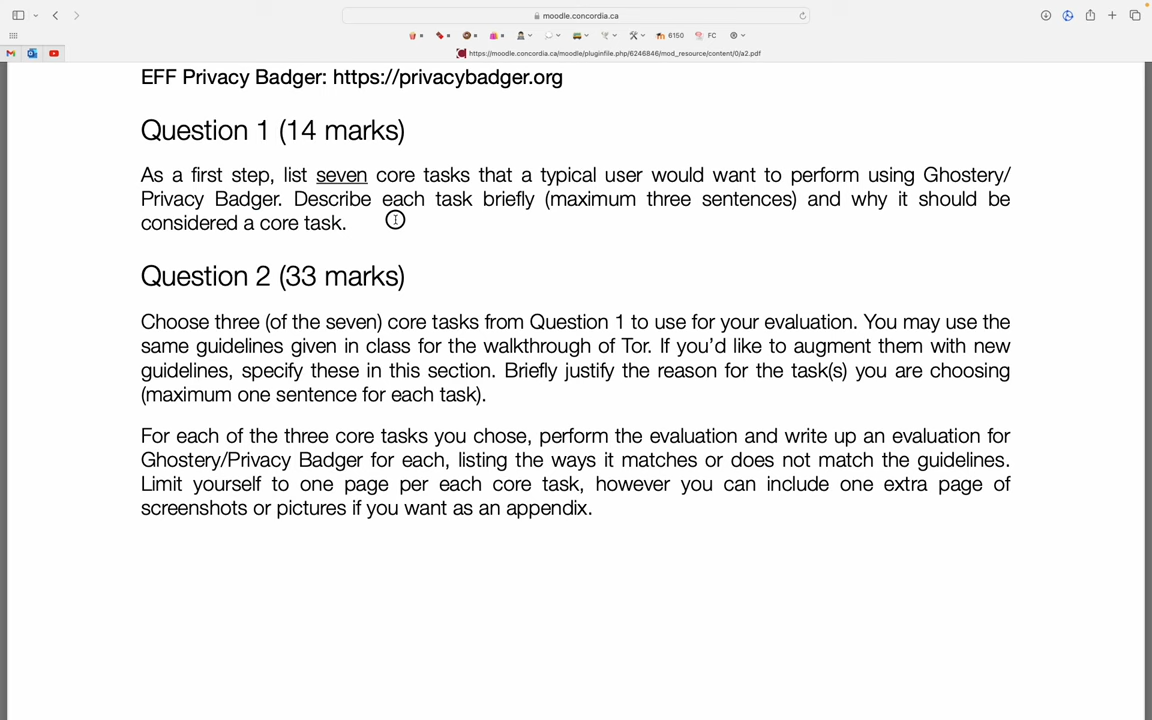 moodle.concordia.ca
6150
FC
https://moodle.concordia.ca/moodle/pluginfile.php/6246846/mod_resource/content/0/a2.pdf
EFF Privacy Badger: https://privacybadger.org
Question 1 (14 marks)
As a first step, list seven core tasks that a typical user would want to perform using Ghostery/
Privacy Badger. Describe each task briefly (maximum three sentences) and why it should be
considered a core task.
Question 2 (33 marks)
Choose three (of the seven) core tasks from Question 1 to use for your evaluation. You may use the
same guidelines given in class for the walkthrough of Tor. If you’d like to augment them with new
guidelines, specify these in this section. Briefly justify the reason for the task(s) you are choosing
(maximum one sentence for each task).
For each of the three core tasks you chose, perform the evaluation and write up an evaluation for
Ghostery/Privacy Badger for each, listing the ways it matches or does not match the guidelines.
Limit yourself to one page per each core task, however you can include one extra page of
screenshots or pictures if you want as an appendix.